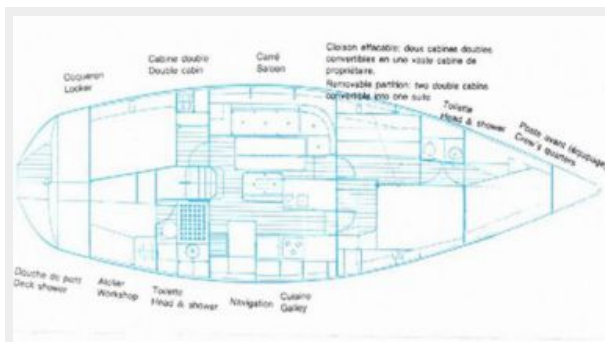 Coqueron
Locker
Cabine double
Double cabin
Carré
Saloon
Cloison effacable: deux cabines doubles
convertibles en une vaste cabine de
propriétaire.
Removable partition: two double cabine
convertible into one suite
Toilette
Head & shower
Poste avant (équipage)
Crew's quarters
Douche de pont
Deck shower
Atelier
Workshop
Toilette
Head & shower
Navigation
Cuisine
Galley